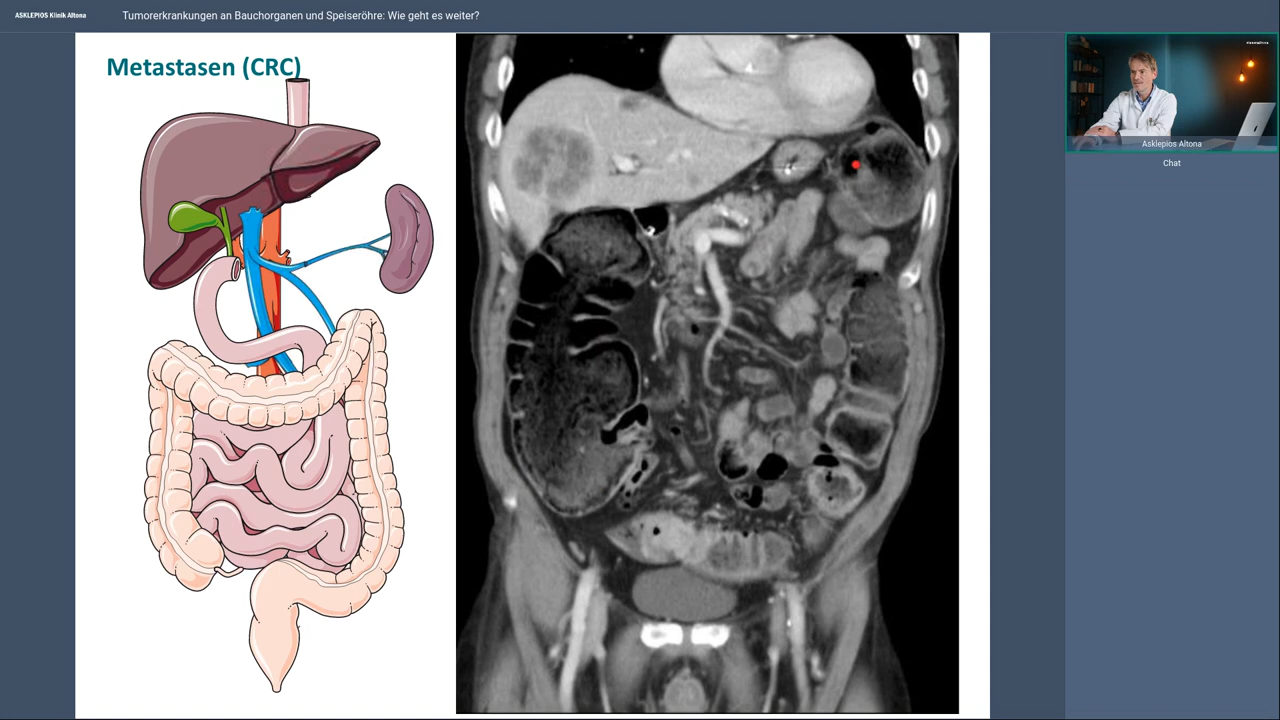 ASKLEPIOS Klinik Altona
Tumorerkrankungen an Bauchorganen und Speiseröhre: Wie geht es weiter?
Metastasen (CRC)
Asklepios Altona
Chat